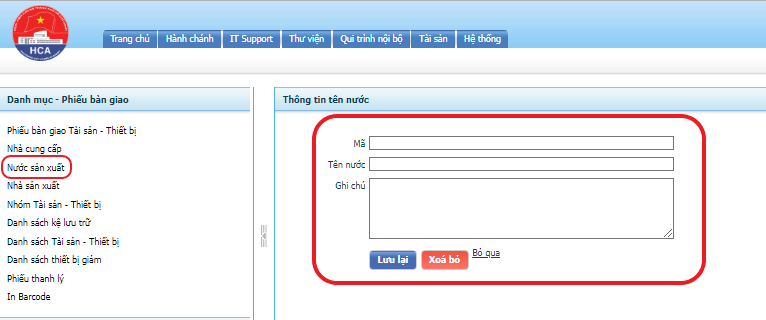 HCA
Trang chủ Hành chánh IT Support Thư viện Qui trình nội bộ Tài sản Hệ thống
Danh mục - Phiếu bàn giao
Phiếu bàn giao Tài sản - Thiết bị
Nhà cung cấp
Nước sản xuất
Nhà sản xuất
Nhóm Tài sản - Thiết bị
Danh sách kệ lưu trữ
Danh sách Tài sản - Thiết bị
Danh sách thiết bị giảm
Phiếu thanh lý
In Barcode
Thông tin tên nước
Mã
Tên nước
Ghi chú
Lưu lại Xoá bỏ Bỏ qua